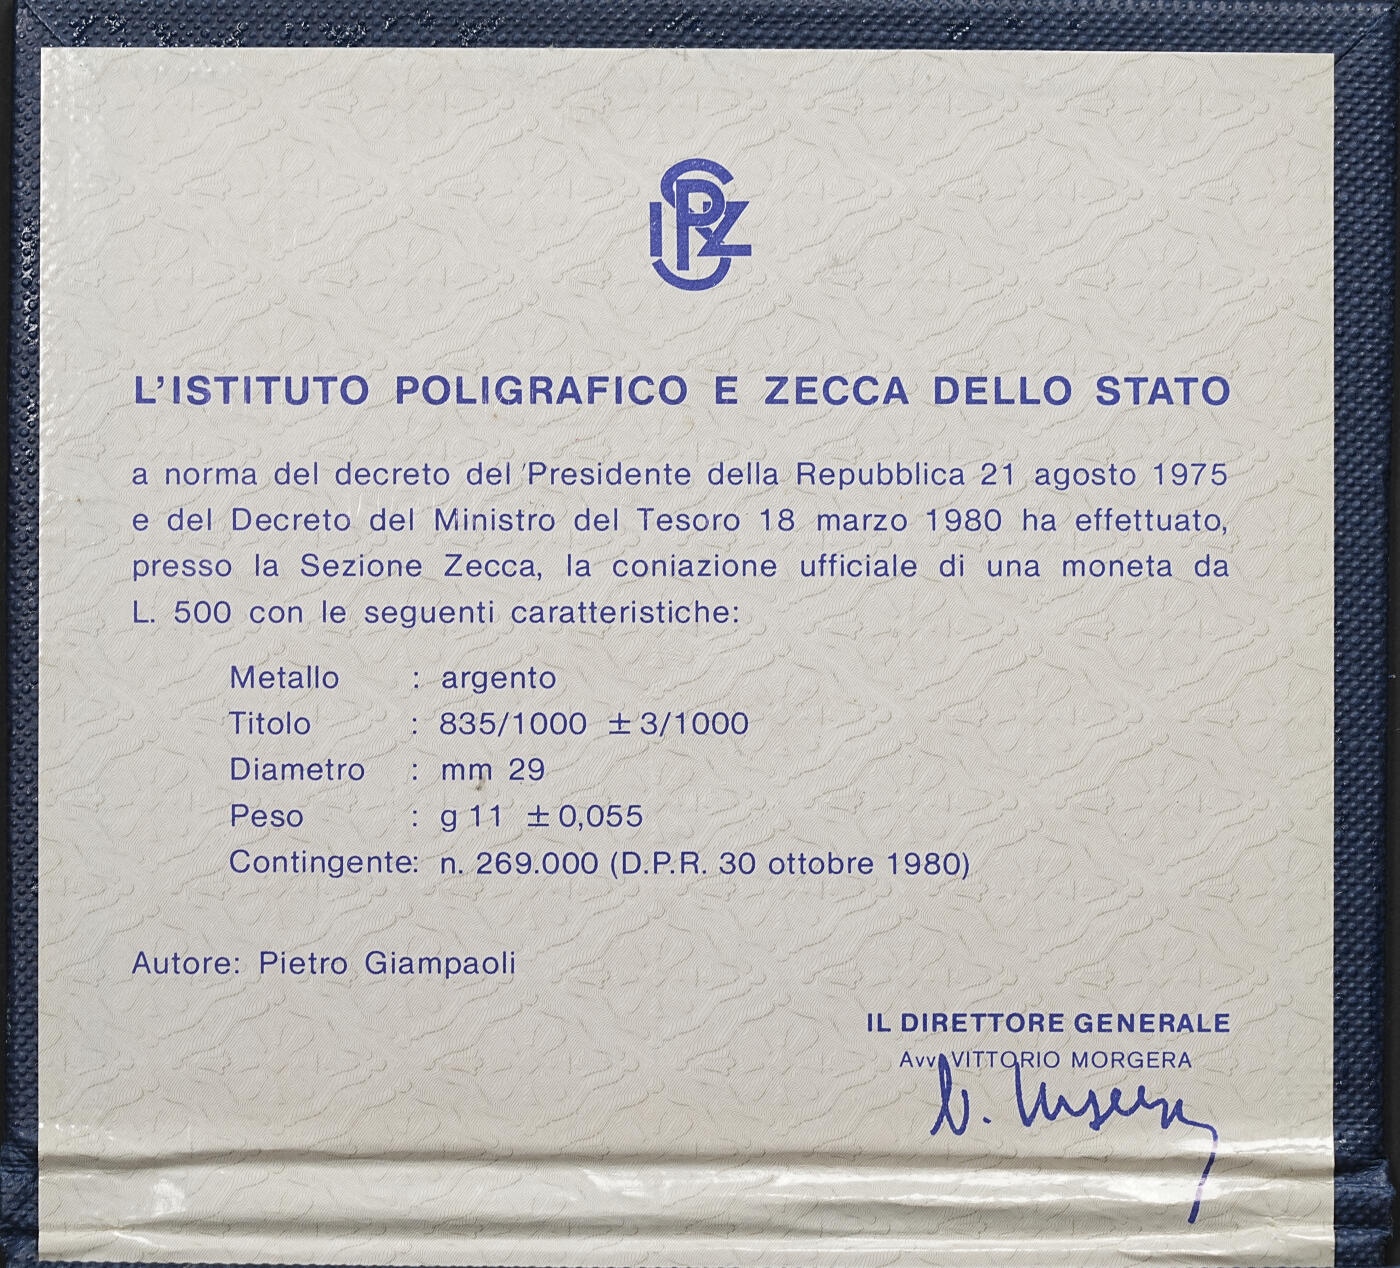 IPZS
L'ISTITUTO POLIGRAFICO E ZECCA DELLO STATO
a norma del decreto del Presidente della Repubblica 21 agosto 1975
e del Decreto del Ministro del Tesoro 18 marzo 1980 ha effettuato,
presso la Sezione Zecca, la coniazione ufficiale di una moneta da
L. 500 con le seguenti caratteristiche:
Metallo : argento
Titolo : 835/1000 ± 3/1000
Diametro : mm 29
Peso : g 11 ± 0,055
Contingente: n. 269.000 (D.P.R. 30 ottobre 1980)
Autore: Pietro Giampaoli
IL DIRETTORE GENERALE
Avv. VITTORIO MORGERA